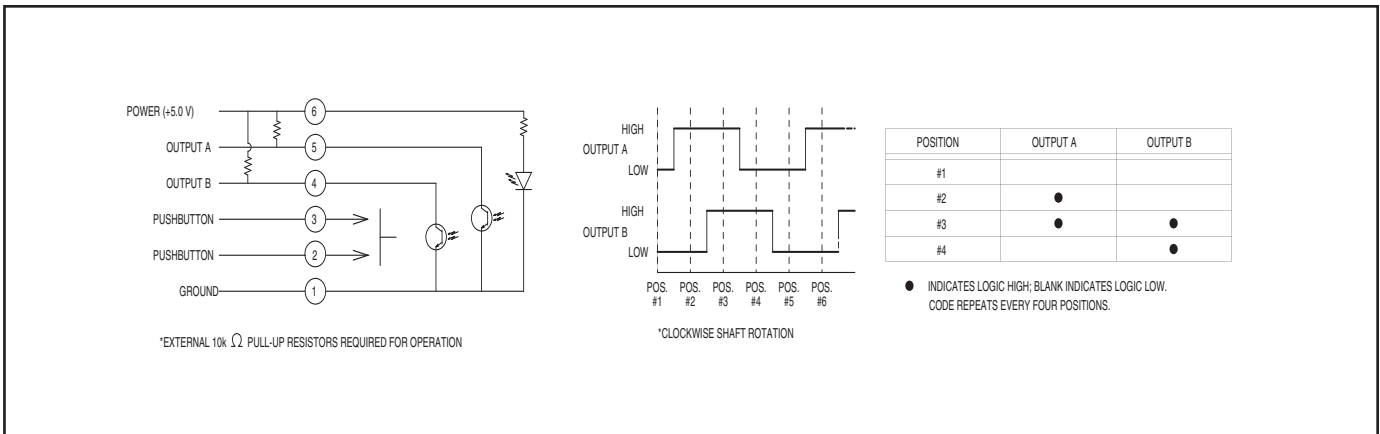 POWER (+5.0 V)
6
OUTPUT A
5
OUTPUT B
4
PUSHBUTTON
3
PUSHBUTTON
2
GROUND
1
*EXTERNAL 10k Ω PULL-UP RESISTORS REQUIRED FOR OPERATION
HIGH
OUTPUT A
LOW
HIGH
OUTPUT B
LOW
POS. POS. POS. POS. POS. POS.
#1 #2 #3 #4 #5 #6
*CLOCKWISE SHAFT ROTATION
POSITION OUTPUT A OUTPUT B
#1
#2 ●
#3 ● ●
#4 ●
● INDICATES LOGIC HIGH; BLANK INDICATES LOGIC LOW.
CODE REPEATS EVERY FOUR POSITIONS.